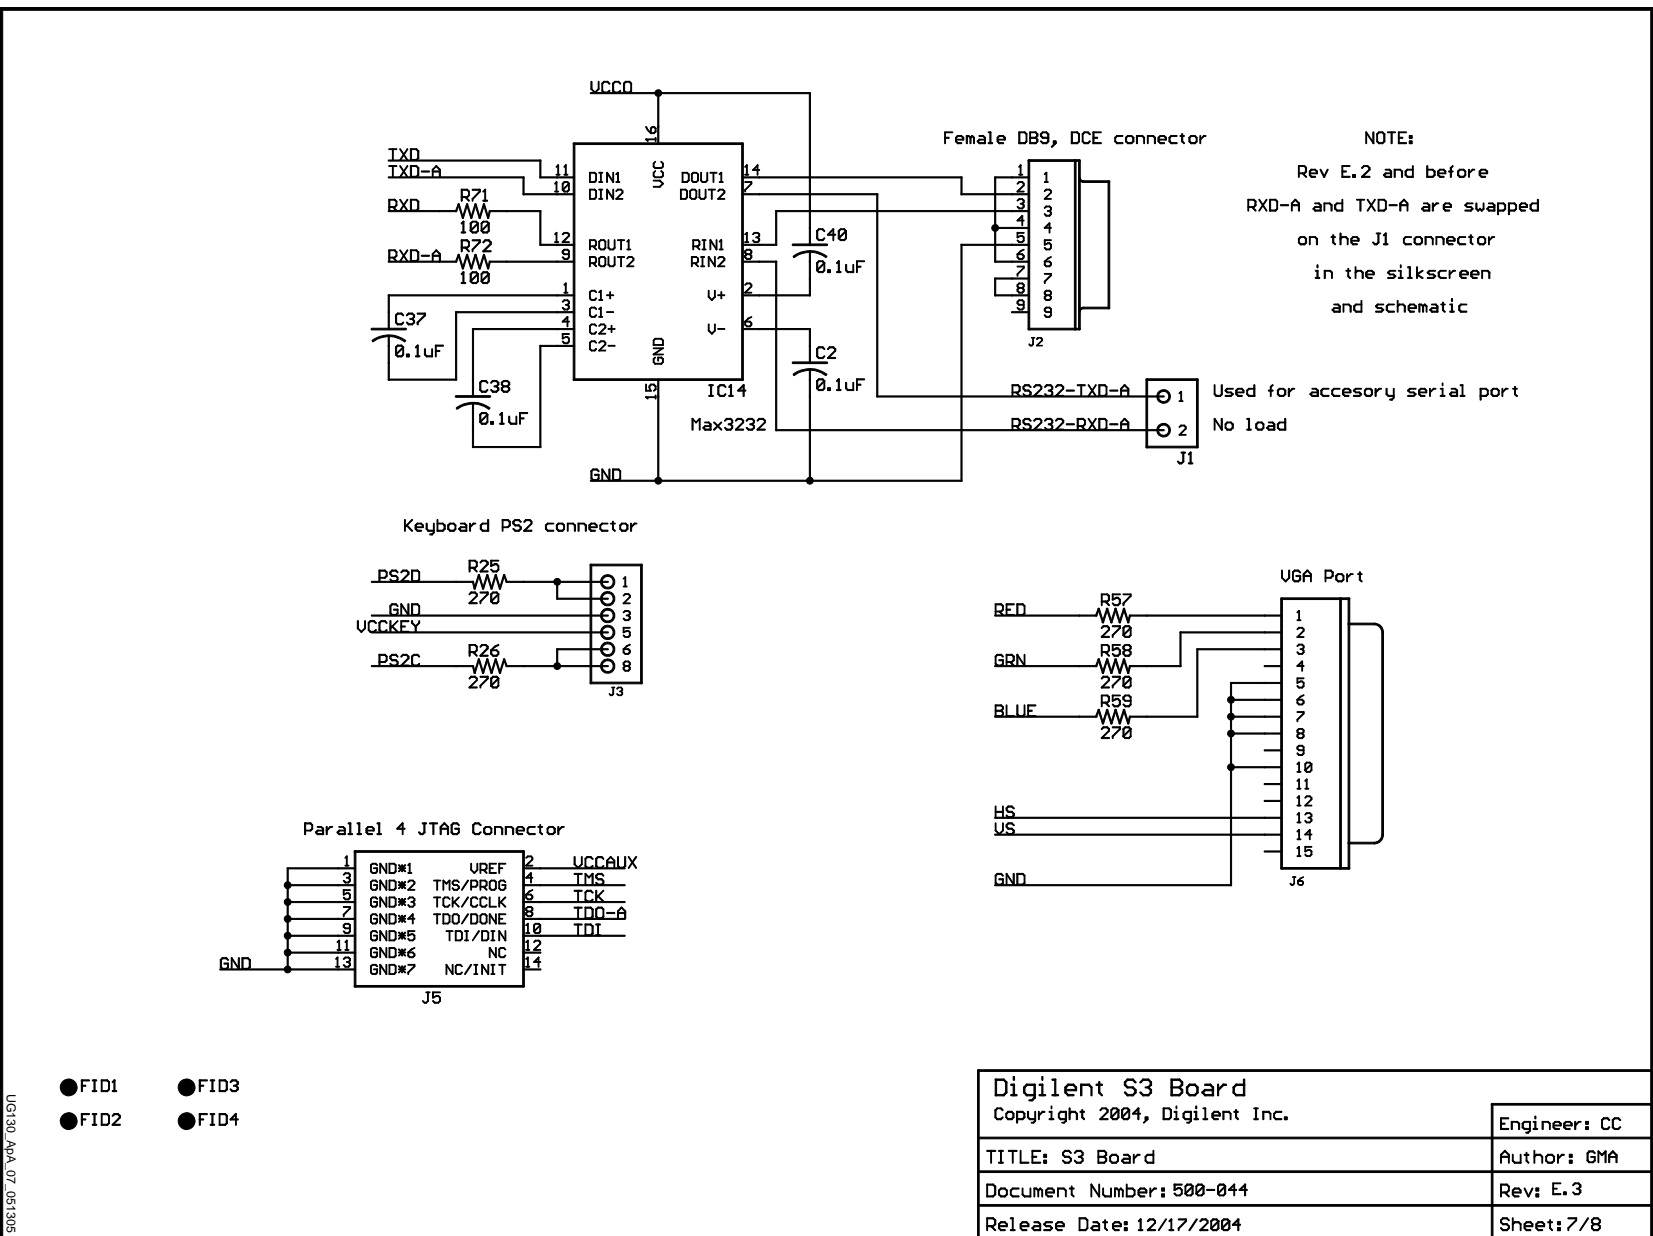 VCCO
16
Female DB9, DCE connector
NOTE:
Rev E.2 and before
RXD-A and TXD-A are swapped
on the J1 connector
in the silkscreen
and schematic
TXD
TXD-A
RXD
R71
100
RXD-A
R72
100
11 DIN1
10 DIN2
12 ROUT1
9 ROUT2
1 C1+
3 C1-
4 C2+
5 C2-
VCC
GND
15
DOUT1 14
DOUT2 7
RIN1 13
RIN2 8
V+ 2
V- 6
IC14
Max3232
C37
0.1uF
C38
0.1uF
C40
0.1uF
C2
0.1uF
GND
1 1
2 2
3 3
4 4
5 5
6 6
7 7
8 8
9 9
J2
RS232-TXD-A 1 Used for accesory serial port
RS232-RXD-A 2 No load
J1
Keyboard PS2 connector
PS2D R25 270
GND
VCCKEY
PS2C R26 270
1
2
3
5
6
8
J3
VGA Port
RED R57 270
GRN R58 270
BLUE R59 270
HS
VS
GND
1
2
3
4
5
6
7
8
9
10
11
12
13
14
15
J6
Parallel 4 JTAG Connector
1 GND*1 VREF 2 VCCAUX
3 GND*2 TMS/PROG 4 TMS
5 GND*3 TCK/CCLK 6 TCK
7 GND*4 TDO/DONE 8 TDO-A
9 GND*5 TDI/DIN 10 TDI
11 GND*6 NC 12
GND 13 GND*7 NC/INIT 14
J5
FID1 FID3
FID2 FID4
UG130_ApA_07_051305
Digilent S3 Board
Copyright 2004, Digilent Inc.
Engineer: CC
TITLE: S3 Board
Author: GMA
Document Number: 500-044
Rev: E.3
Release Date: 12/17/2004
Sheet: 7/8